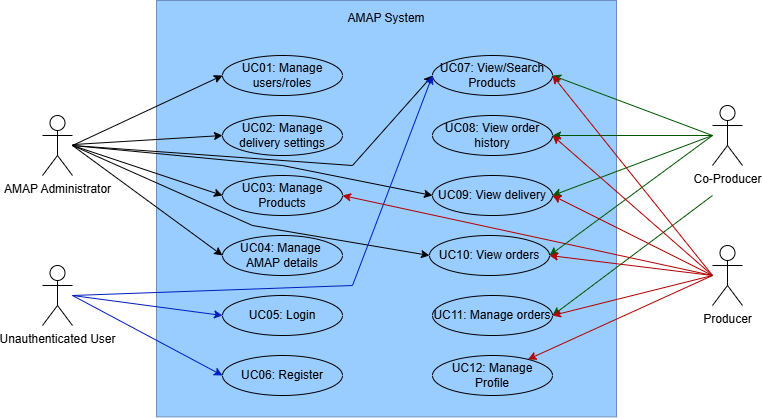 AMAP System
UC01: Manage
users/roles
UC07: View/Search
Products
UC02: Manage
delivery settings
UC08: View order
history
AMAP Administrator
Co-Producer
UC03: Manage
Products
UC09: View delivery
UC04: Manage
AMAP details
UC10: View orders
Unauthenticated User
Producer
UC05: Login
UC11: Manage orders
UC06: Register
UC12: Manage
Profile